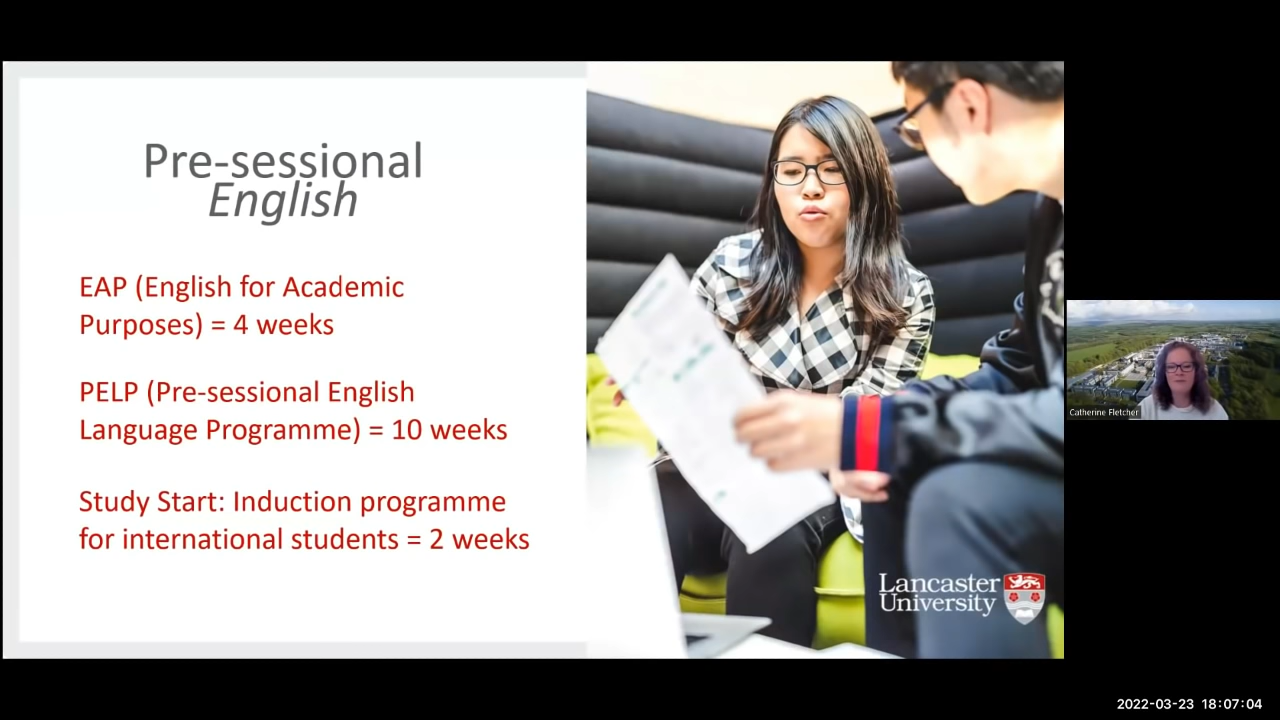 Pre-sessional
English
EAP (English for Academic
Purposes) = 4 weeks
PELP (Pre-sessional English
Language Programme) = 10 weeks
Study Start: Induction programme
for international students = 2 weeks
Lancaster
University
Catherine Fletcher
2022-03-23 18:07:04